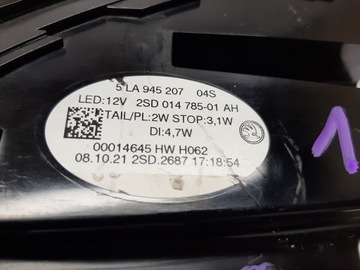 5LA 945 207 04S
LED:12V 2SD 014 785-01 AH
TAIL/PL:2W STOP:3,1W
DI:4,7W
00014645 HW H062
08.10.21 2SD.2687 17:18:54
1